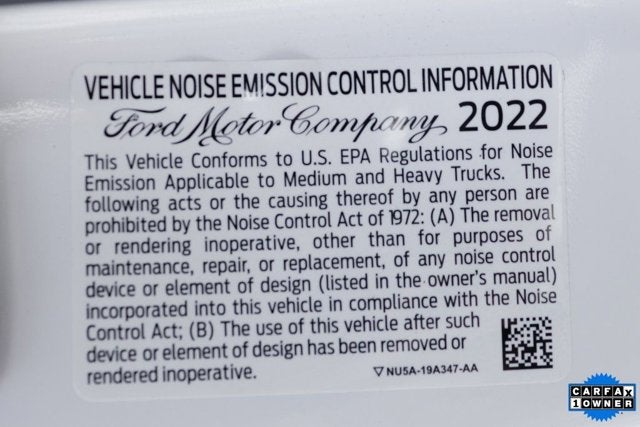 VEHICLE NOISE EMISSION CONTROL INFORMATION
Ford Motor Company 2022
This Vehicle Conforms to U.S. EPA Regulations for Noise
Emission Applicable to Medium and Heavy Trucks. The
following acts or the causing thereof by any person are
prohibited by the Noise Control Act of 1972: (A) The removal
or rendering inoperative, other than for purposes of
maintenance, repair, or replacement, of any noise control
device or element of design (listed in the owner's manual)
incorporated into this vehicle in compliance with the Noise
Control Act; (B) The use of this vehicle after such
device or element of design has been removed or
rendered inoperative.
▽ NU5A-19A347-AA
CARFAX
1 OWNER